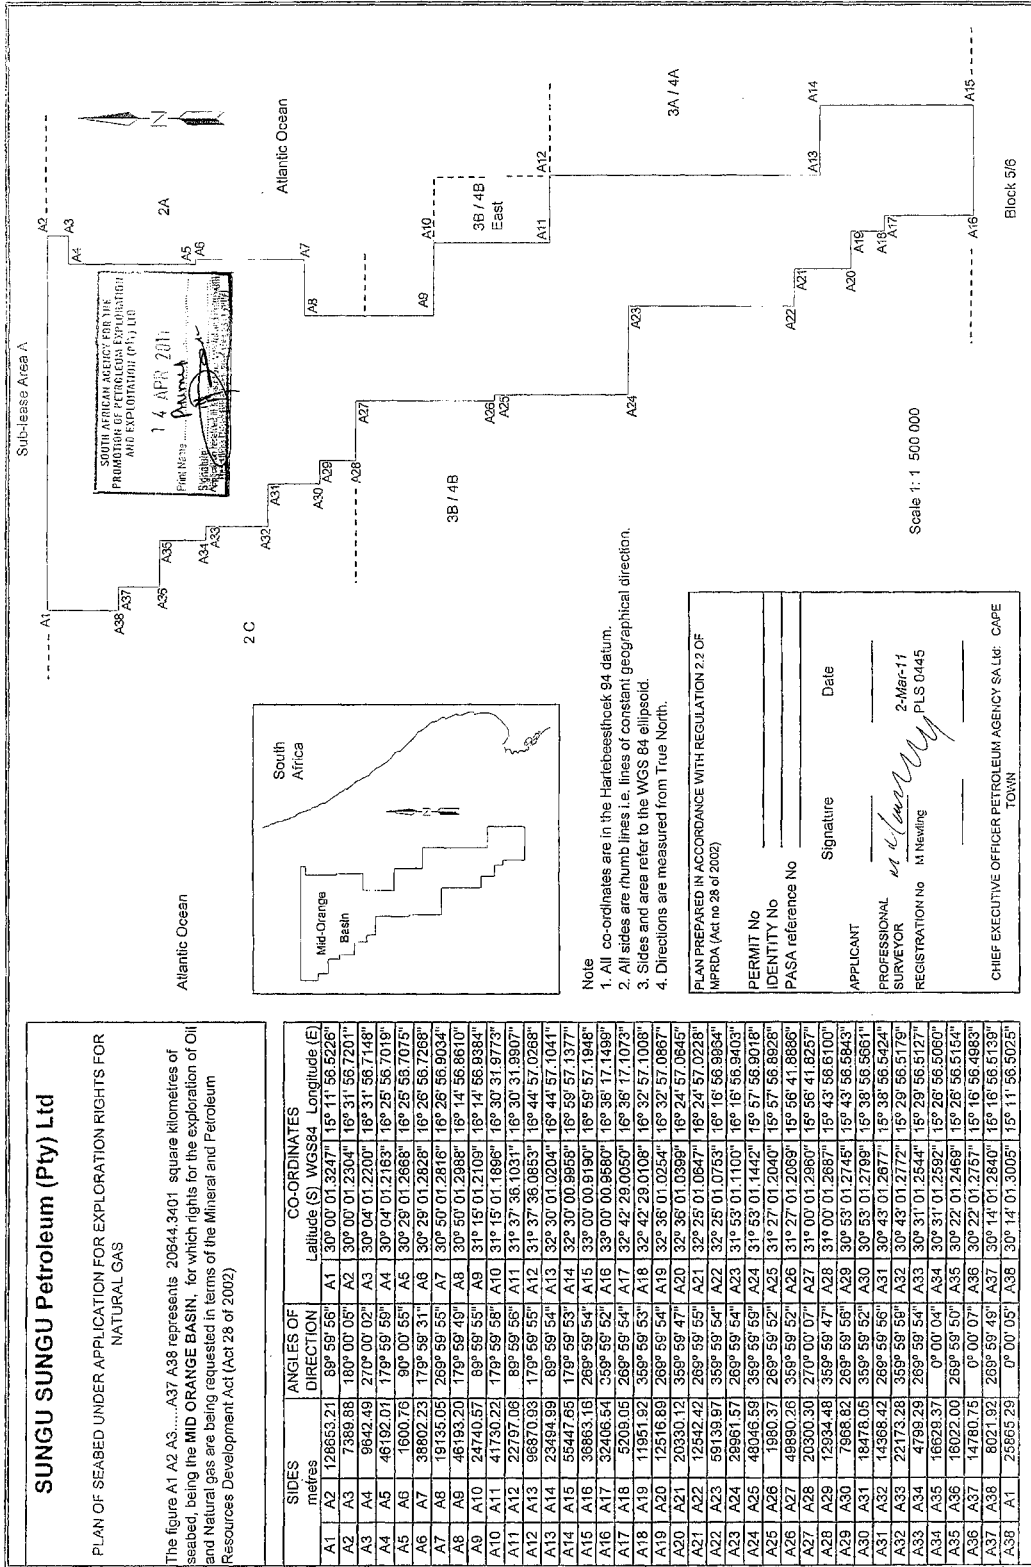 SUNGU SUNGU Petroleum (Pty) Ltd
PLAN OF SEABED UNDER APPLICATION FOR EXPLORATION RIGHTS FOR
NATURAL GAS
The figure A1 A2 A3.....A37 A38 represents 20644.3401 square kilometres of
seabed, being the MID ORANGE BASIN, for which rights for the exploration of Oil
and Natural gas are being requested in terms of the Mineral and Petroleum
Resources Development Act (Act 28 of 2002)
SIDES ANGLES OF CO-ORDINATES
metres DIRECTION Latitude (S) WGS84 Longitude (E)
A1 A2 128653.21 89° 59' 56" A1 30° 00' 01.3247" 15° 11' 56.5226"
A2 A3 7389.88 180° 00' 05" A2 30° 00' 01.2304" 16° 31' 56.7201"
A3 A4 9642.49 270° 00' 02" A3 30° 04' 01.2200" 16° 31' 56.7148"
A4 A5 46192.01 179° 59' 59" A4 30° 04' 01.2163" 16° 25' 56.7019"
A5 A6 1600.76 90° 00' 55" A5 30° 29' 01.2668" 16° 25' 56.7075"
A6 A7 38802.23 179° 59' 31" A6 30° 29' 01.2828" 16° 26' 56.7268"
A7 A8 19135.05 269° 59' 55" A7 30° 50' 01.2816" 16° 26' 56.9034"
A8 A9 46193.20 179° 59' 49" A8 30° 50' 01.2988" 16° 14' 56.8610"
A9 A10 24740.57 89° 59' 55" A9 31° 15' 01.2109" 16° 14' 56.9384"
A10 A11 41730.22 179° 59' 58" A10 31° 15' 01.1696" 16° 30' 31.9773"
A11 A12 22797.06 89° 59' 56" A11 31° 37' 36.1031" 16° 30' 31.9907"
A12 A13 96870.93 179° 59' 55" A12 31° 37' 36.0853" 16° 44' 57.0268"
A13 A14 23494.99 89° 59' 54" A13 32° 30' 01.0204" 16° 44' 57.1041"
A14 A15 55447.65 179° 59' 53" A14 32° 30' 00.9958" 16° 59' 57.1377"
A15 A16 36863.16 269° 59' 54" A15 33° 00' 00.9190" 16° 59' 57.1948"
A16 A17 32406.54 359° 59' 52" A16 33° 00' 00.9580" 16° 36' 17.1499"
A17 A18 5209.05 269° 59' 54" A17 32° 42' 29.0050" 16° 36' 17.1073"
A18 A19 11951.92 359° 59' 53" A18 32° 42' 29.0108" 16° 32' 57.1008"
A19 A20 12516.89 269° 59' 54" A19 32° 36' 01.0254" 16° 32' 57.0867"
A20 A21 20330.12 359° 59' 47" A20 32° 36' 01.0399" 16° 24' 57.0645"
A21 A22 12542.42 269° 59' 55" A21 32° 25' 01.0647" 16° 24' 57.0228"
A22 A23 59139.97 359° 59' 54" A22 32° 25' 01.0753" 16° 16' 56.9964"
A23 A24 29961.57 269° 59' 54" A23 31° 53' 01.1100" 16° 16' 56.9403"
A24 A25 48046.59 359° 59' 59" A24 31° 53' 01.1442" 15° 57' 56.9018"
A25 A26 1980.37 269° 59' 52" A25 31° 27' 01.2040" 15° 57' 56.8928"
A26 A27 49890.26 359° 59' 52" A26 31° 27' 01.2069" 15° 56' 41.8886"
A27 A28 20300.30 270° 00' 07" A27 31° 00' 01.2960" 15° 56' 41.8257"
A28 A29 12934.48 359° 59' 47" A28 31° 00' 01.2687" 15° 43' 56.6100"
A29 A30 7968.82 269° 59' 56" A29 30° 53' 01.2745" 15° 43' 56.5843"
A30 A31 18478.05 359° 59' 52" A30 30° 53' 01.2799" 15° 38' 56.5661"
A31 A32 14368.42 269° 59' 56" A31 30° 43' 01.2677" 15° 38' 56.5424"
A32 A33 22173.28 359° 59' 58" A32 30° 43' 01.2772" 15° 29' 56.5179"
A33 A34 4793.29 269° 59' 54" A33 30° 31' 01.2544" 15° 29' 56.5156"
A34 A35 16629.37 0° 00' 04" A34 30° 31' 01.2592" 15° 26' 56.5060"
A35 A36 16022.00 269° 59' 50" A35 30° 22' 01.2469" 15° 26' 56.5154"
A36 A37 14780.75 0° 00' 07" A36 30° 22' 01.2757" 15° 16' 56.4983"
A37 A38 8021.92 269° 59' 49" A37 30° 14' 01.2840" 15° 16' 56.5139"
A38 A1 25865.29 0° 00' 05" A38 30° 14' 01.3005" 15° 11' 56.5025"
Atlantic Ocean
South
Africa
N
Mid-Orange
Basin
Note
1. All co-ordinates are in the Hartebeesthoek 94 datum.
2. All sides are rhumb lines i.e. lines of constant geographical direction.
3. Sides and area refer to the WGS 84 ellipsoid.
4. Directions are measured from True North.
PLAN PREPARED IN ACCORDANCE WITH REGULATION 2.2 OF
MPRDA (Act no 28 of 2002)
PERMIT No
IDENTITY No
PASA reference No
Signature Date
APPLICANT
PROFESSIONAL
SURVEYOR 2-Mar-11
REGISTRATION No M Newling PLS 0445
CHIEF EXECUTIVE OFFICER PETROLEUM AGENCY SA Ltd: CAPE
TOWN
Sub-lease Area A
A1
A2
A3
A4
A5
A6
A7
A8
A9
A10
A11
A12
A13
A14
A15
A16
A17
A18
A19
A20
A21
A22
A23
A24
A25
A26
A27
A28
A29
A30
A31
A32
A33
A34
A35
A36
A37
A38
SOUTH AFRICAN AGENCY FOR THE
PROMOTION OF PETROLEUM EXPLORATION
AND EXPLOITATION (Pty) LTD
14 APR 2011
Print Name
Signature
2A
N
Atlantic Ocean
2 C
3B / 4B
3B / 4B
East
3A / 4A
Block 5/6
Scale 1: 1 500 000